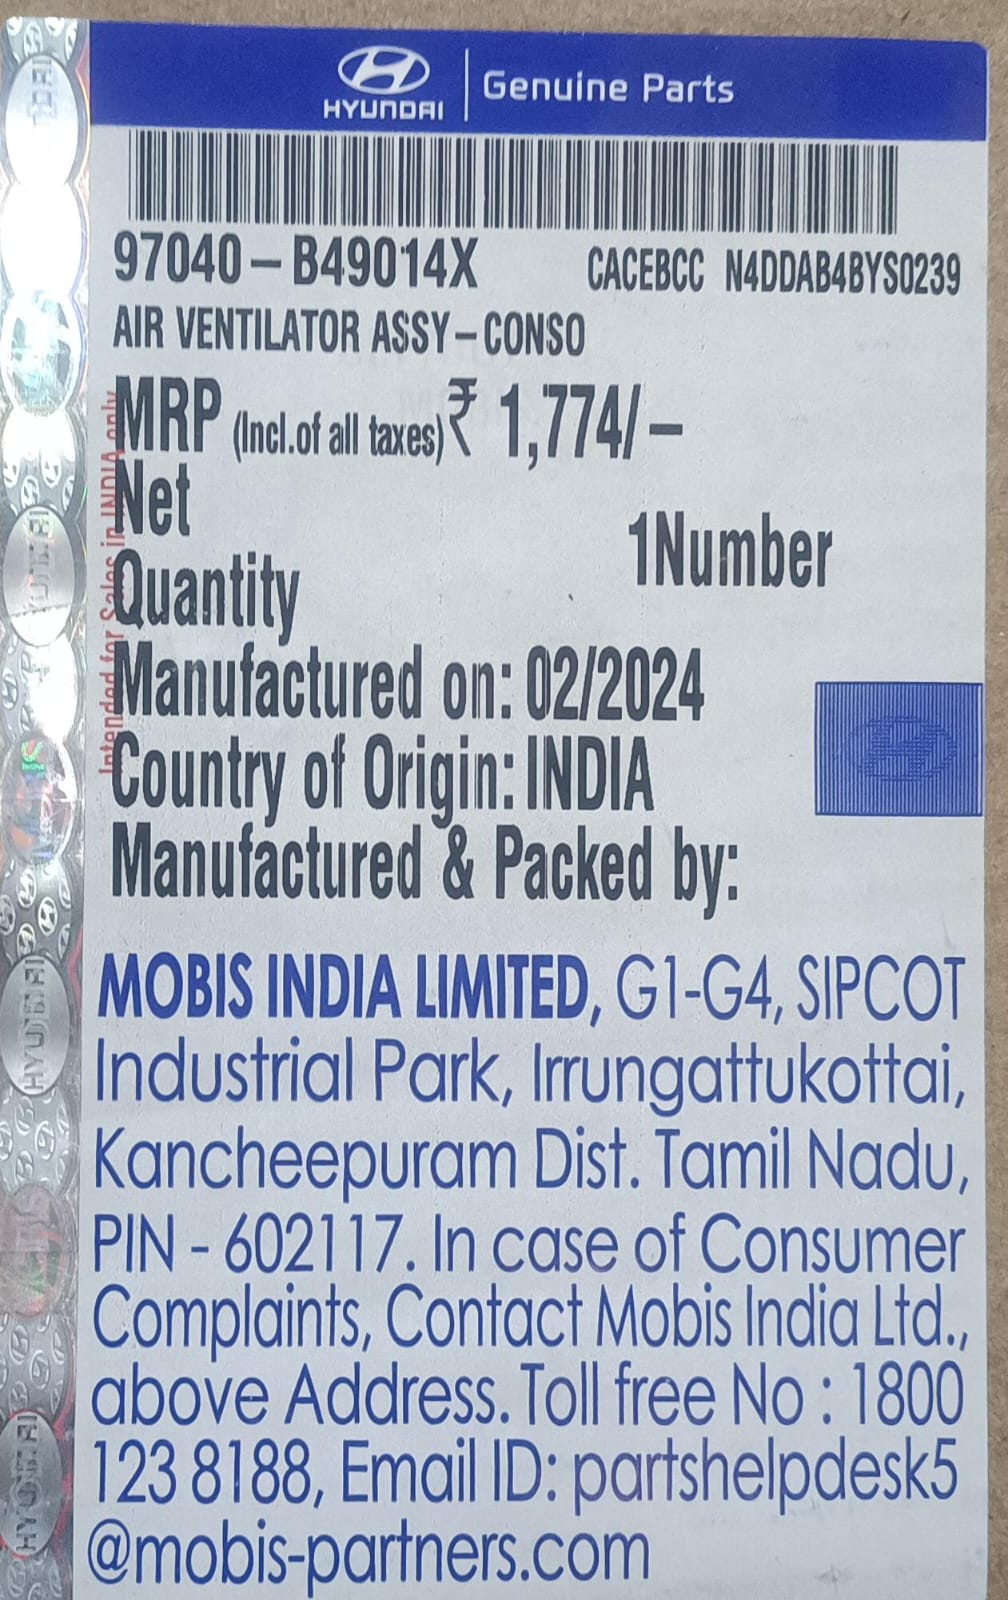 HYUNDAI
Genuine Parts
97040-B49014X
CACEBCC N4DDAB4BYS0239
AIR VENTILATOR ASSY-CONSO
MRP (Incl.of all taxes) ₹ 1,774/-
Net
Quantity
1Number
Manufactured on: 02/2024
Country of Origin: INDIA
Manufactured & Packed by:
Intended for Sales in INDIA only
MOBIS INDIA LIMITED, G1-G4, SIPCOT
Industrial Park, Irrungattukottai,
Kancheepuram Dist. Tamil Nadu,
PIN - 602117. In case of Consumer
Complaints, Contact Mobis India Ltd.,
above Address. Toll free No : 1800
123 8188, Email ID: partshelpdesk5
@mobis-partners.com
HYUNDAI
HYUNDAI
HYUNDAI